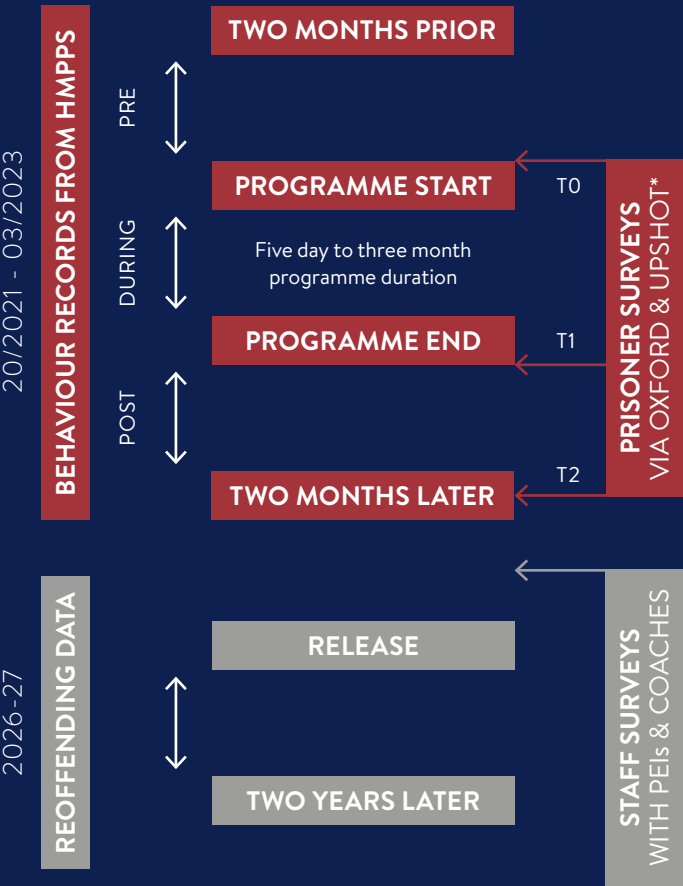 20/2021 - 03/2023
BEHAVIOUR RECORDS FROM HMPPS
PRE
DURING
POST
TWO MONTHS PRIOR
PROGRAMME START
Five day to three month
programme duration
PROGRAMME END
TWO MONTHS LATER
T0
T1
T2
PRISONER SURVEYS
VIA OXFORD & UPSHOT*
2026-27
REOFFENDING DATA
RELEASE
TWO YEARS LATER
STAFF SURVEYS
WITH PEIs & COACHES